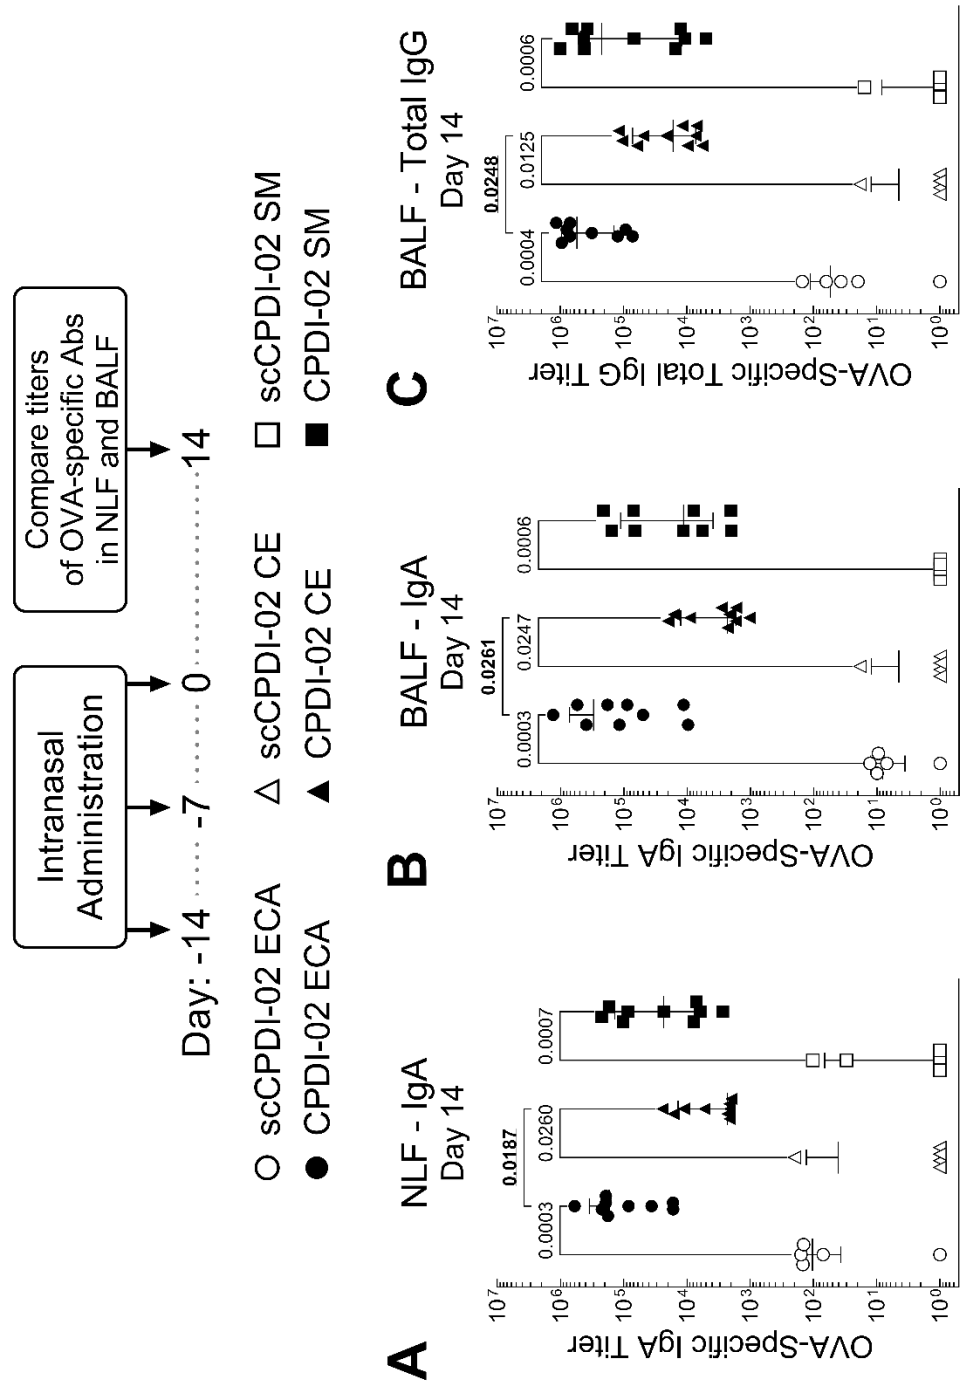 Intranasal
Administration
Compare titers
of OVA-specific Abs
in NLF and BALF
Day: -14 -7 0 14
scCPDI-02 ECA
scCPDI-02 CE
scCPDI-02 SM
CPDI-02 ECA
CPDI-02 CE
CPDI-02 SM
A
NLF - IgA
Day 14
OVA-Specific IgA Titer
10⁷
10⁶
10⁵
10⁴
10³
10²
10¹
10⁰
0.0187
0.0003
0.0260
0.0007
B
BALF - IgA
Day 14
OVA-Specific IgA Titer
10⁷
10⁶
10⁵
10⁴
10³
10²
10¹
10⁰
0.0261
0.0003
0.0247
0.0006
C
BALF - Total IgG
Day 14
OVA-Specific Total IgG Titer
10⁷
10⁶
10⁵
10⁴
10³
10²
10¹
10⁰
0.0248
0.0004
0.0125
0.0006